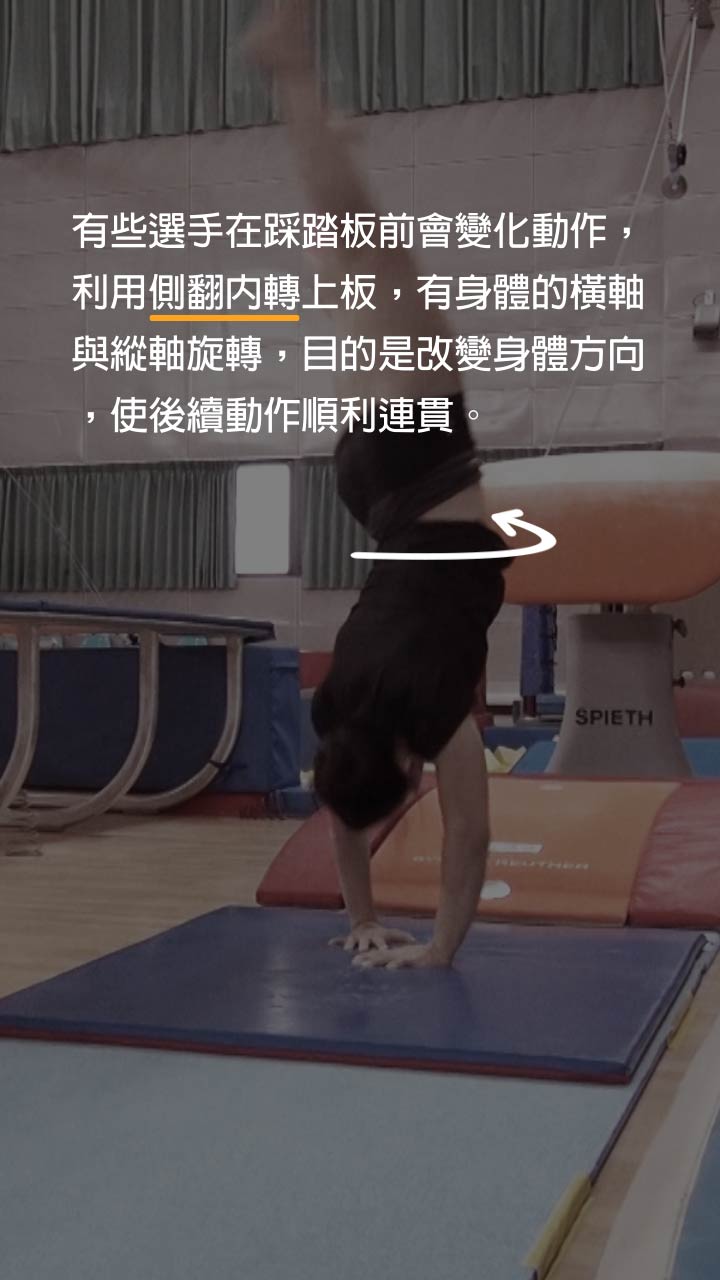 有些選手在踩踏板前會變化動作，
利用側翻内轉上板，有身體的橫軸
與縱軸旋轉，目的是改變身體方向
，使後續動作順利連貫。
SPIETH
REUTHER